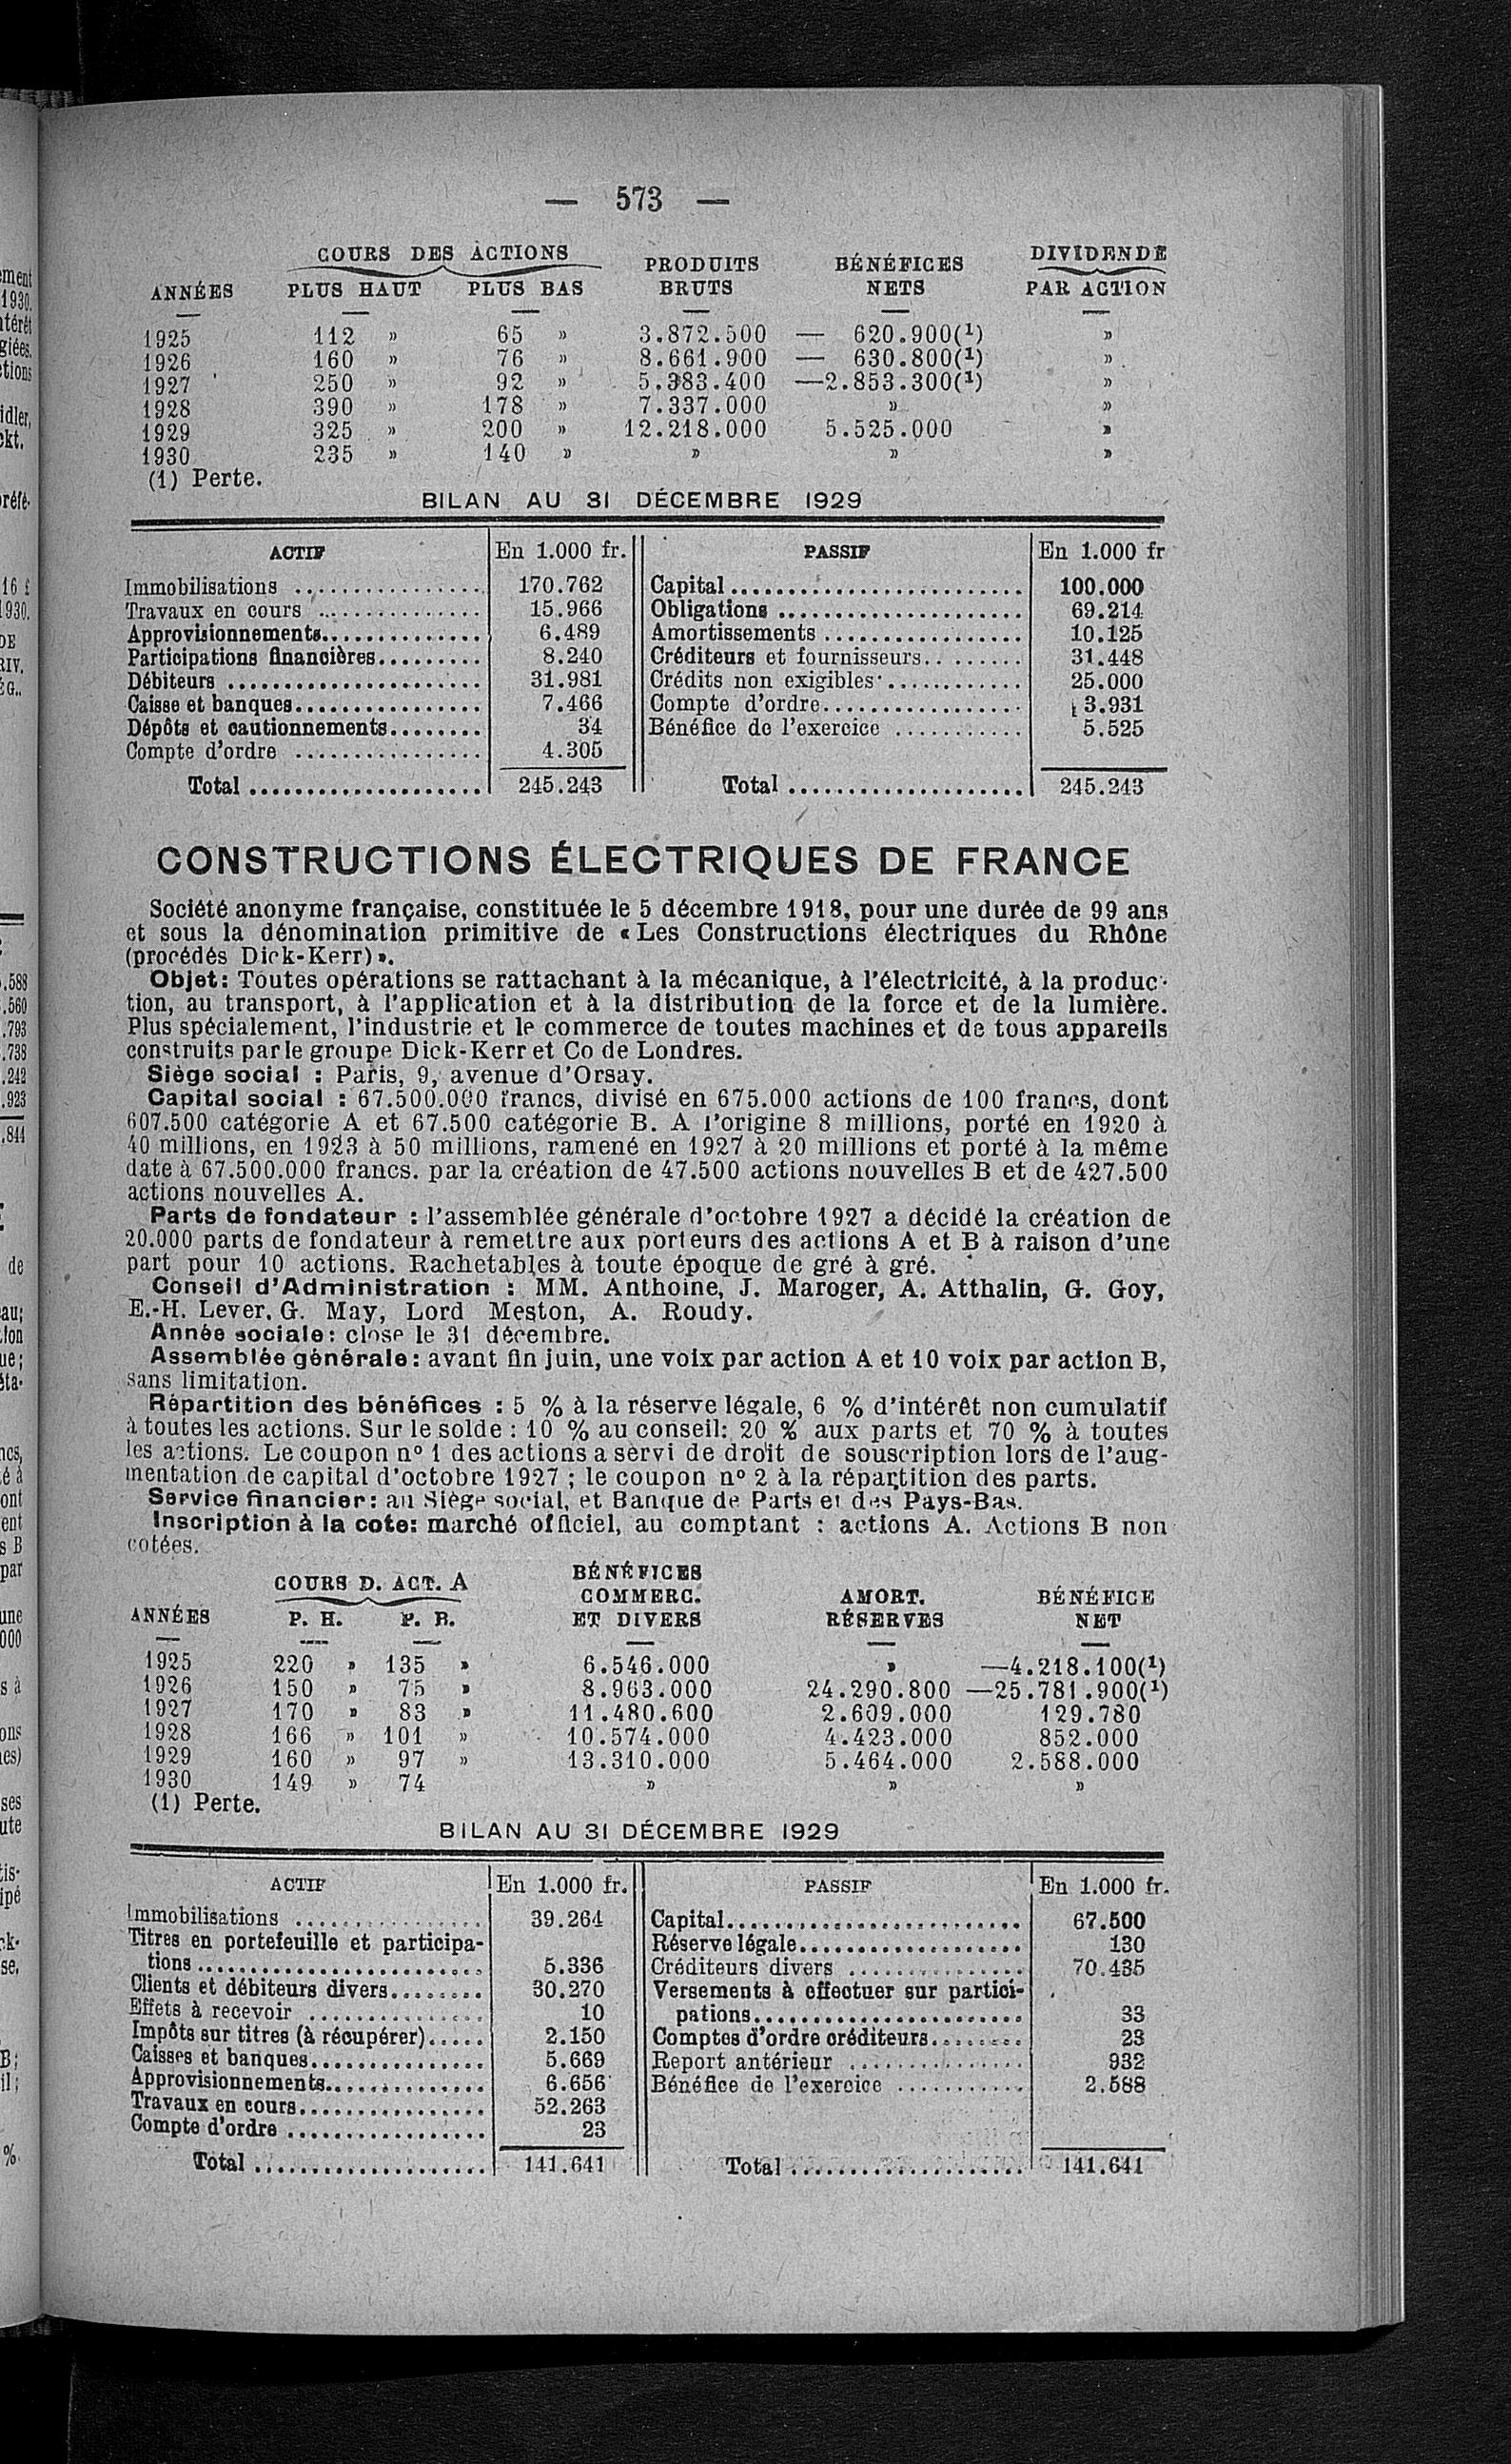 — 573 —
COURS DES ACTIONS PRODUITS BÉNÉFICES DIVIDENDE
ANNÉES PLUS HAUT PLUS BAS BRUTS NETS PAR ACTION
1925 112 » 65 » 3.872.500 — 620.900(1) »
1926 160 » 76 » 8.661.900 — 630.800(1) »
1927 250 » 92 » 5.383.400 —2.853.300(1) »
1928 390 » 178 » 7.337.000 » »
1929 325 » 200 » 12.218.000 5.525.000 »
1930 235 » 140 » » » »
(1) Perte.
BILAN AU 31 DÉCEMBRE 1929
ACTIF En 1.000 fr. PASSIF En 1.000 fr
Immobilisations ................ 170.762 Capital......................... 100.000
Travaux en cours .............. 15.966 Obligations ..................... 69.214
Approvisionnements.............. 6.489 Amortissements ................. 10.125
Participations financières......... 8.240 Créditeurs et fournisseurs......... 31.448
Débiteurs ...................... 31.981 Crédits non exigibles............ 25.000
Caisse et banques................ 7.466 Compte d'ordre................. 3.931
Dépôts et cautionnements........ 34 Bénéfice de l'exercice ........... 5.525
Compte d'ordre ................ 4.305
Total .................... 245.243 Total .................... 245.243
CONSTRUCTIONS ÉLECTRIQUES DE FRANCE
Société anonyme française, constituée le 5 décembre 1918, pour une durée de 99 ans
et sous la dénomination primitive de « Les Constructions électriques du Rhône
(procédés Dick-Kerr) ».
Objet: Toutes opérations se rattachant à la mécanique, à l'électricité, à la produc-
tion, au transport, à l'application et à la distribution de la force et de la lumière.
Plus spécialement, l'industrie et le commerce de toutes machines et de tous appareils
construits par le groupe Dick-Kerr et Co de Londres.
Siège social : Paris, 9, avenue d'Orsay.
Capital social : 67.500.000 francs, divisé en 675.000 actions de 100 francs, dont
607.500 catégorie A et 67.500 catégorie B. A l'origine 8 millions, porté en 1920 à
40 millions, en 1923 à 50 millions, ramené en 1927 à 20 millions et porté à la même
date à 67.500.000 francs. par la création de 47.500 actions nouvelles B et de 427.500
actions nouvelles A.
Parts de fondateur : l'assemblée générale d'octobre 1927 a décidé la création de
20.000 parts de fondateur à remettre aux porteurs des actions A et B à raison d'une
part pour 10 actions. Rachetables à toute époque de gré à gré.
Conseil d'Administration : MM. Anthoine, J. Maroger, A. Atthalin, G. Goy,
E.-H. Lever, G. May, Lord Meston, A. Roudy.
Année sociale: close le 31 décembre.
Assemblée générale: avant fin juin, une voix par action A et 10 voix par action B,
sans limitation.
Répartition des bénéfices : 5 % à la réserve légale, 6 % d'intérêt non cumulatif
à toutes les actions. Sur le solde : 10 % au conseil: 20 % aux parts et 70 % à toutes
les actions. Le coupon nº 1 des actions a servi de droit de souscription lors de l'aug-
mentation de capital d'octobre 1927 ; le coupon nº 2 à la répartition des parts.
Service financier: au Siège social, et Banque de Paris et des Pays-Bas.
Inscription à la cote: marché officiel, au comptant : actions A. Actions B non
cotées.
COURS D. ACT. A BÉNÉFICES COMMERC. AMORT. BÉNÉFICE
ANNÉES P. H. P. B. ET DIVERS RÉSERVES NET
1925 220 » 135 » 6.546.000 » —4.218.100(1)
1926 150 » 75 » 8.963.000 24.290.800 —25.781.900(1)
1927 170 » 83 » 11.480.600 2.609.000 129.780
1928 166 » 101 » 10.574.000 4.423.000 852.000
1929 160 » 97 » 13.310.000 5.464.000 2.588.000
1930 149 » 74 » » »
(1) Perte.
BILAN AU 31 DÉCEMBRE 1929
ACTIF En 1.000 fr. PASSIF En 1.000 fr.
Immobilisations ................ 39.264 Capital......................... 67.500
Titres en portefeuille et participa- Réserve légale................... 130
tions ........................ 5.336 Créditeurs divers ............... 70.435
Clients et débiteurs divers........ 30.270 Versements à effectuer sur partici-
Effets à recevoir ............... 10 pations....................... 33
Impôts sur titres (à récupérer)..... 2.150 Comptes d'ordre créditeurs........ 23
Caisses et banques............... 5.669 Report antérieur ............... 932
Approvisionnements.............. 6.656 Bénéfice de l'exercice ........... 2.588
Travaux en cours................ 52.263
Compte d'ordre ................. 23
Total .................... 141.641 Total .................... 141.641